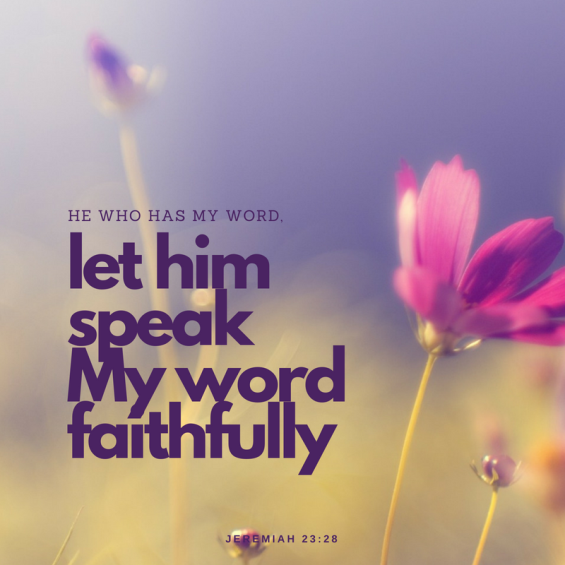 HE WHO HAS MY WORD,
let him
speak
My word
faithfully
JEREMIAH 23:28